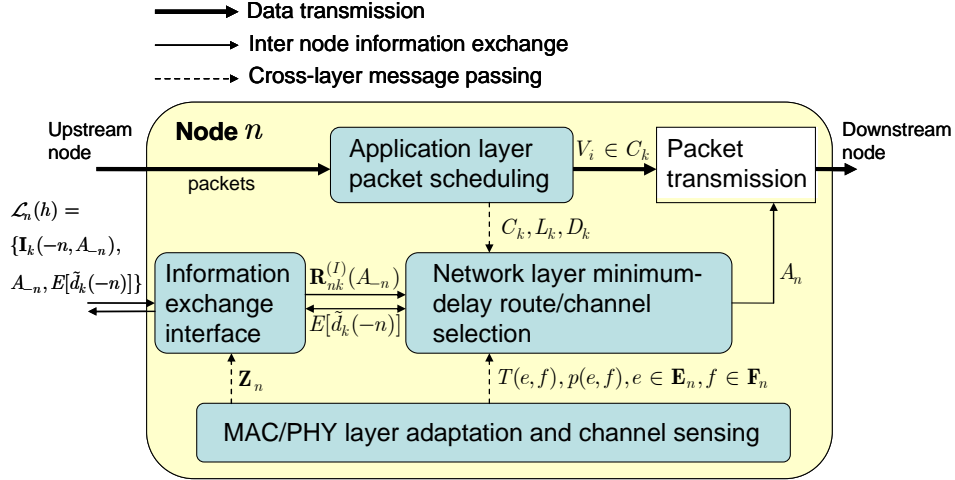 Data transmission
Inter node information exchange
Cross-layer message passing
Upstream
node
Node n
Downstream
node
packets
Application layer
packet scheduling
V_i ∈ C_k
Packet
transmission
ℒ_n(h) =
{I_k(−n, A_{−n}),
A_{−n}, E[d̃_k(−n)]}
C_k, L_k, D_k
A_n
Information
exchange
interface
R_{nk}^{(I)}(A_{−n})
E[d̃_k(−n)]
Network layer minimum-
delay route/channel
selection
Z_n
T(e, f), p(e, f), e ∈ E_n, f ∈ F_n
MAC/PHY layer adaptation and channel sensing